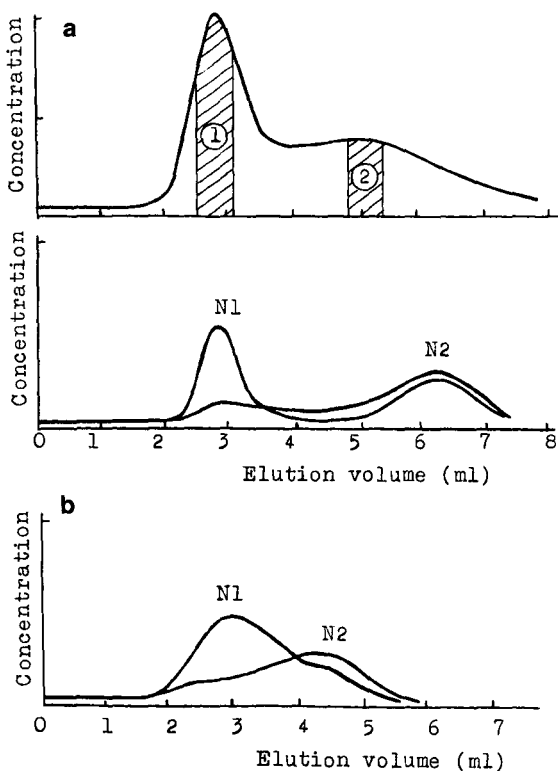 a
Concentration
1
2
Concentration
N1
N2
0 1 2 3 4 5 6 7 8
Elution volume (ml)
b
Concentration
N1
N2
0 1 2 3 4 5 6 7
Elution volume (ml)